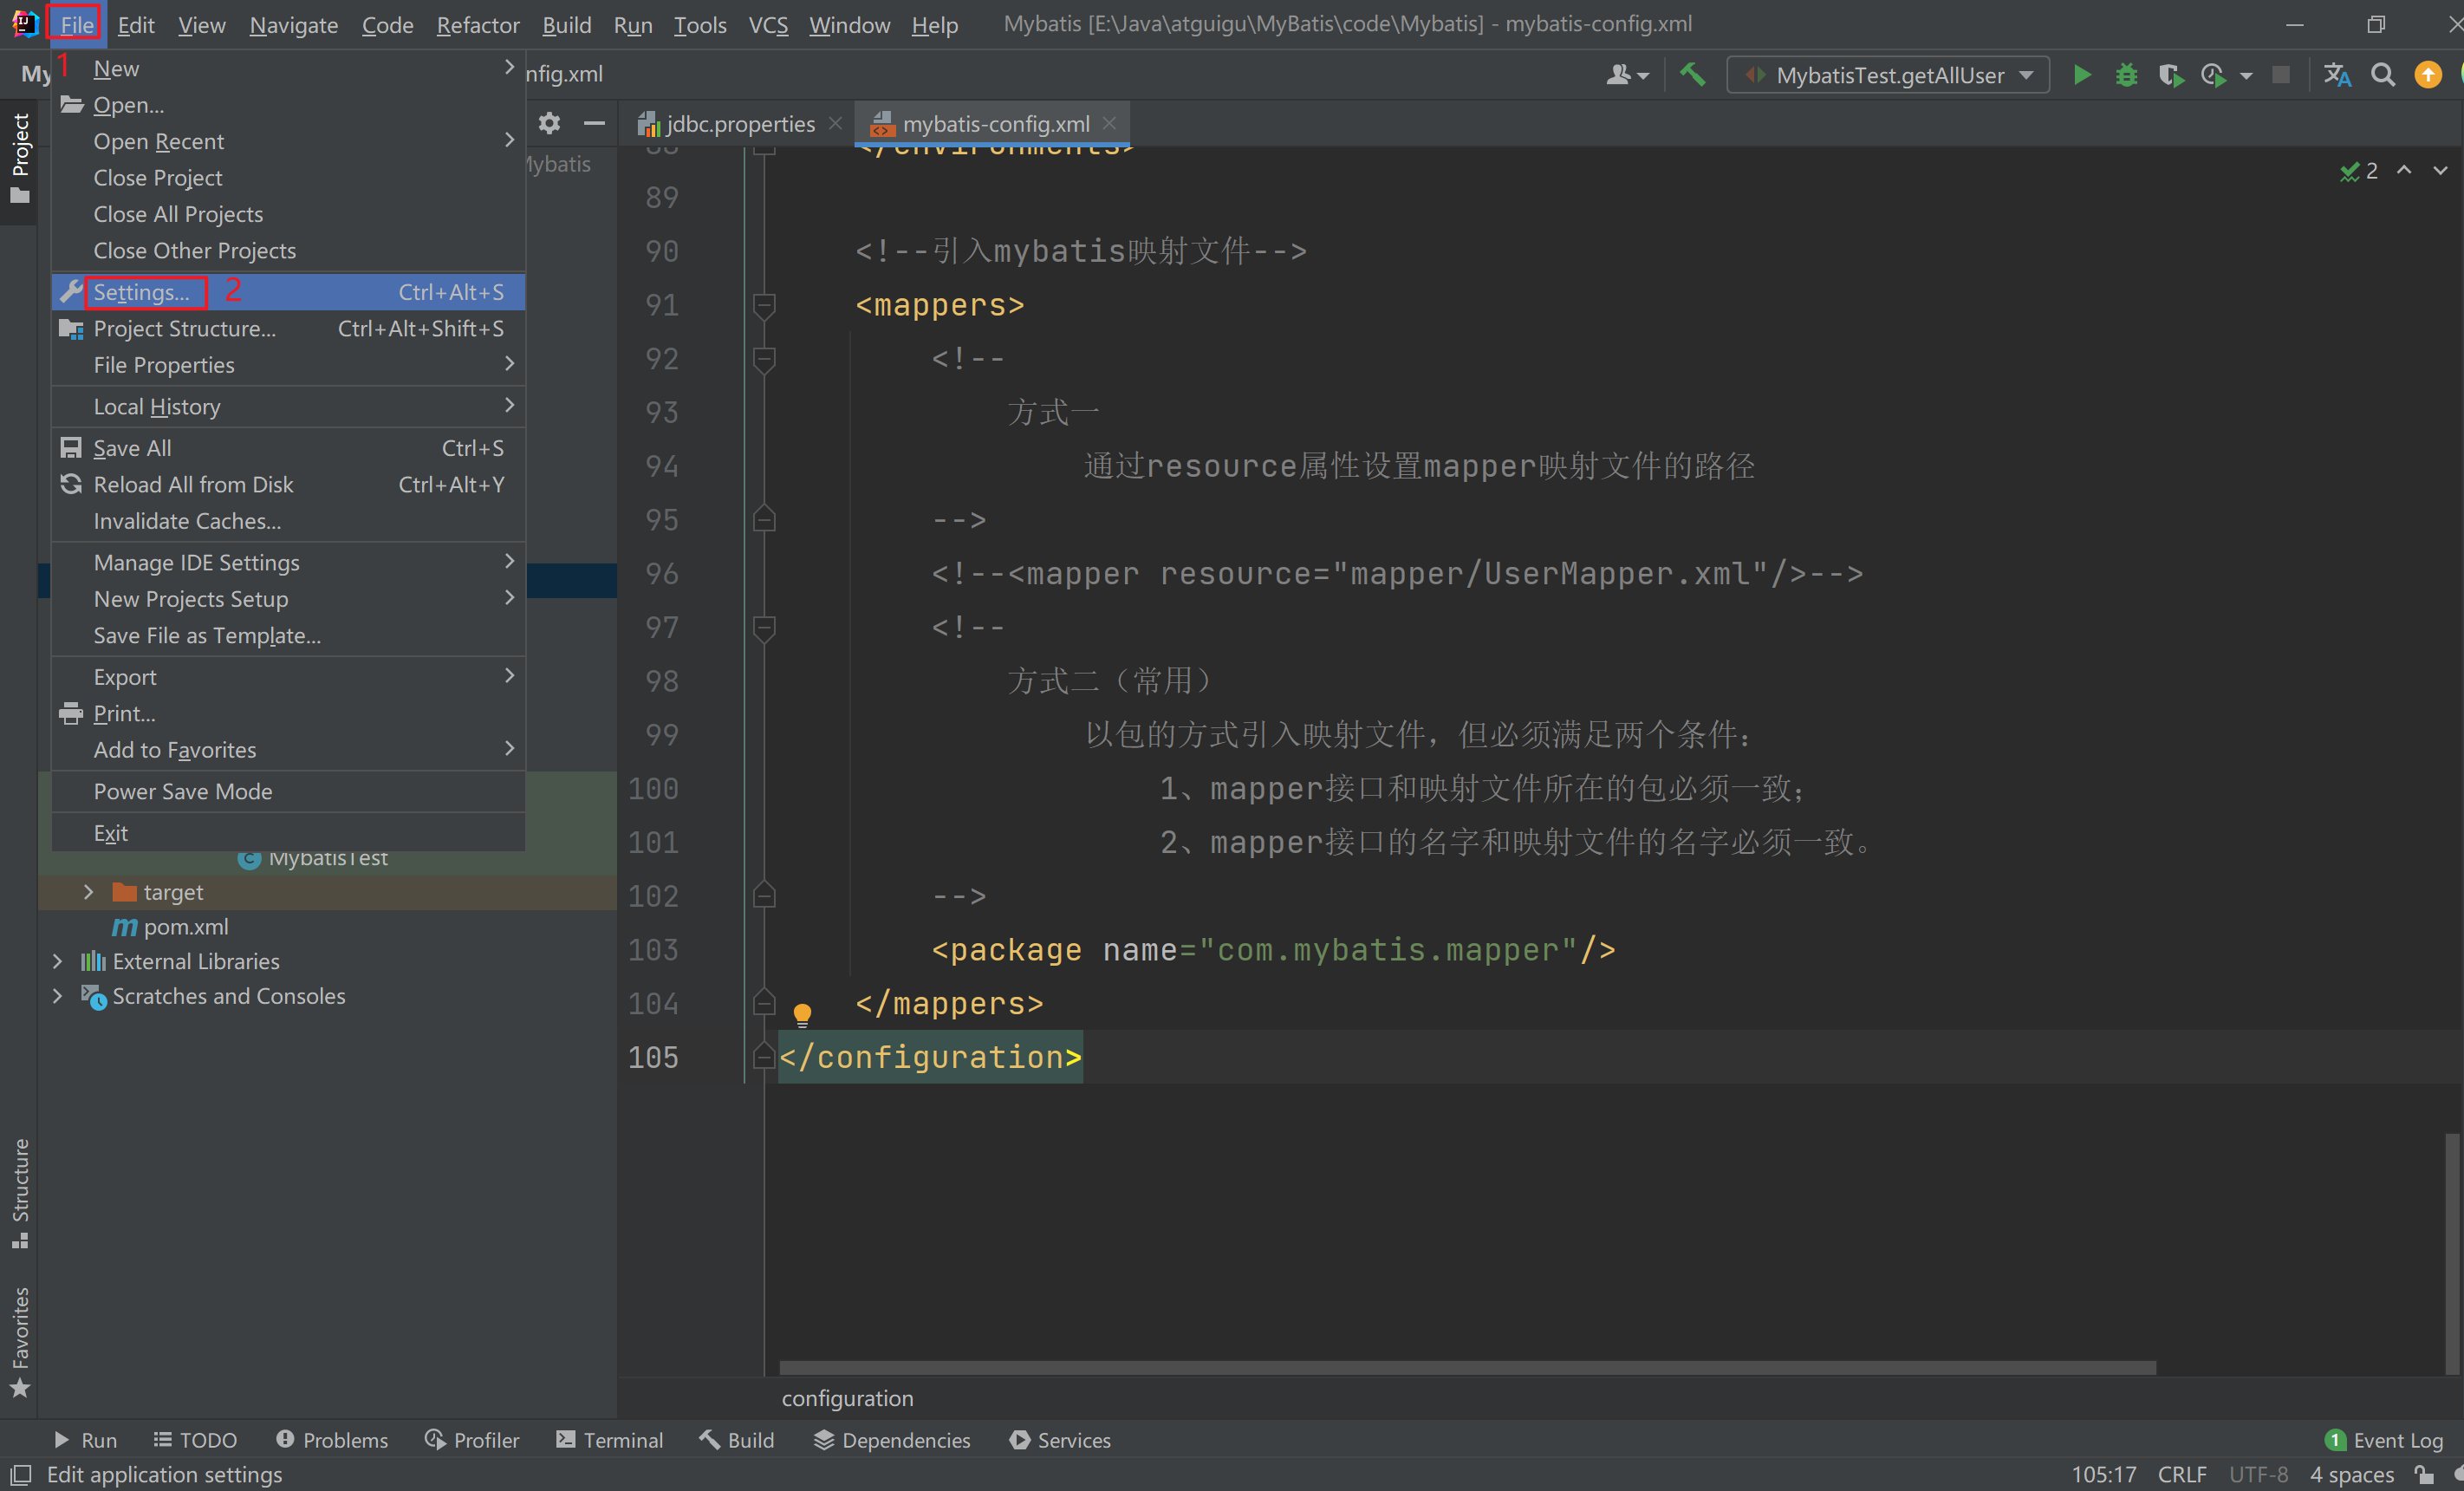 File Edit View Navigate Code Refactor Build Run Tools VCS Window Help Mybatis [E:\Java\atguigu\MyBatis\code\Mybatis] - mybatis-config.xml
My nfig.xml MybatisTest.getAllUser
1
New
Open...
Open Recent
Close Project
Close All Projects
Close Other Projects
Settings... 2 Ctrl+Alt+S
Project Structure... Ctrl+Alt+Shift+S
File Properties
Local History
Save All Ctrl+S
Reload All from Disk Ctrl+Alt+Y
Invalidate Caches...
Manage IDE Settings
New Projects Setup
Save File as Template...
Export
Print...
Add to Favorites
Power Save Mode
Exit
Project
Structure
Favorites
Mybatis
MybatisTest
target
pom.xml
External Libraries
Scratches and Consoles
jdbc.properties mybatis-config.xml
2
88 </environments>
89
90 <!--引入mybatis映射文件-->
91 <mappers>
92 <!--
93 方式一
94 通过resource属性设置mapper映射文件的路径
95 -->
96 <!--<mapper resource="mapper/UserMapper.xml"/>-->
97 <!--
98 方式二（常用）
99 以包的方式引入映射文件，但必须满足两个条件：
100 1、mapper接口和映射文件所在的包必须一致；
101 2、mapper接口的名字和映射文件的名字必须一致。
102 -->
103 <package name="com.mybatis.mapper"/>
104 </mappers>
105 </configuration>
configuration
Run TODO Problems Profiler Terminal Build Dependencies Services 1 Event Log
Edit application settings 105:17 CRLF UTF-8 4 spaces